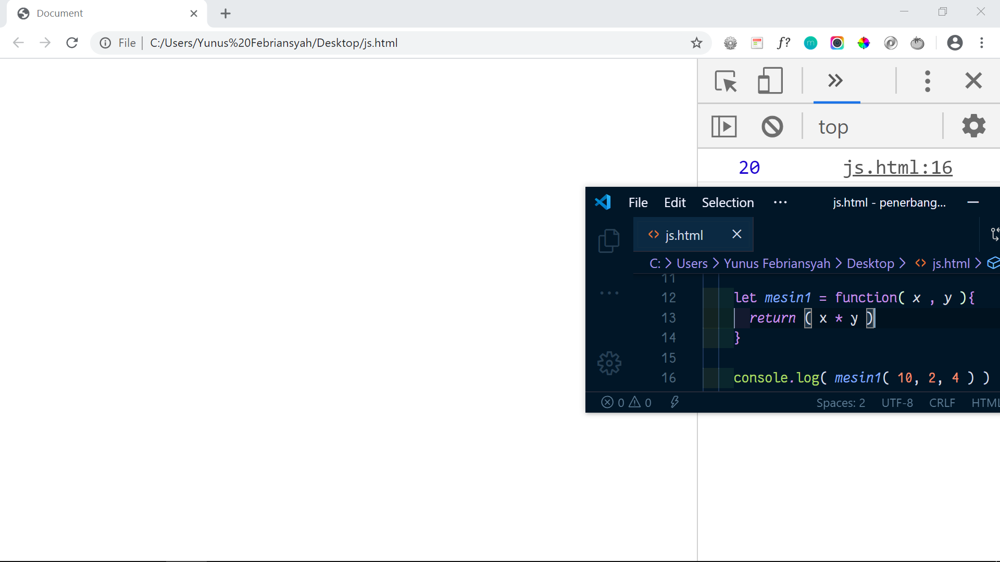 Document
File C:/Users/Yunus%20Febriansyah/Desktop/js.html
f?
m
top
20 js.html:16
File Edit Selection ··· js.html - penerbang...
js.html
C: > Users > Yunus Febriansyah > Desktop > <> js.html >
11
12 let mesin1 = function( x , y ){
13 return ( x * y )
14 }
15
16 console.log( mesin1( 10, 2, 4 ) )
0 0 Spaces: 2 UTF-8 CRLF HTML